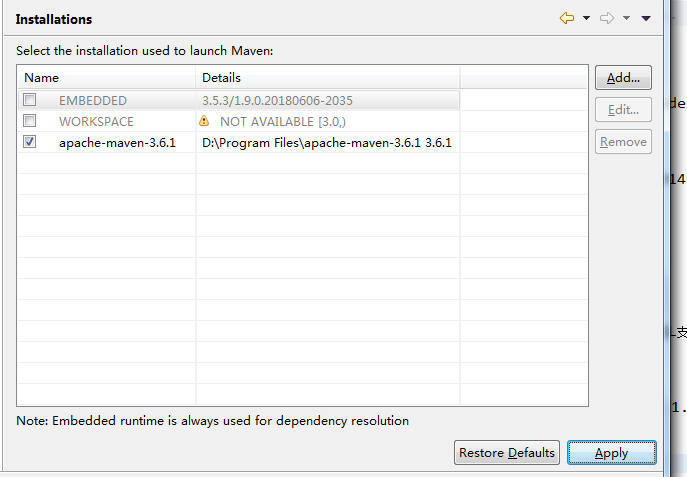 Installations
Select the installation used to launch Maven:
Name Details
Add...
EMBEDDED 3.5.3/1.9.0.20180606-2035
Edit...
WORKSPACE NOT AVAILABLE [3.0,)
apache-maven-3.6.1 D:\Program Files\apache-maven-3.6.1 3.6.1
Remove
Note: Embedded runtime is always used for dependency resolution
Restore Defaults Apply
de
14
支
1.